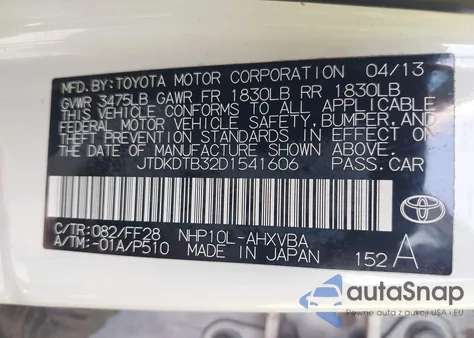 MFD.BY:TOYOTA MOTOR CORPORATION 04/13
GVWR 3475LB GAWR FR 1830LB RR 1830LB
THIS VEHICLE CONFORMS TO ALL APPLICABLE
FEDERAL MOTOR VEHICLE SAFETY,BUMPER,AND
THEFT PREVENTION STANDARDS IN EFFECT
ON THE DATE OF MANUFACTURE SHOWN ABOVE.
JTDKDTB32D1541606 PASS.CAR
C/TR:082/FF28 NHP10L-AHXVBA
A/TM:-01A/P510 MADE IN JAPAN 152 A
autoSnap
Pewne auto z aukcji USA i EU